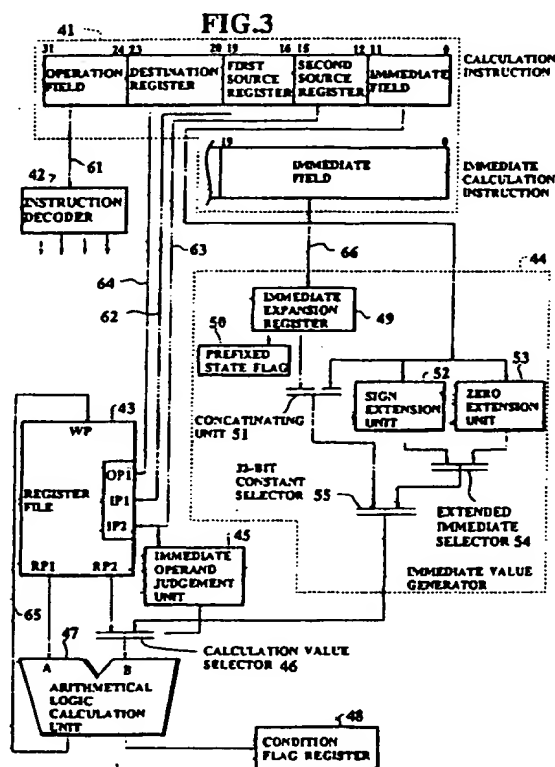 FIG.3
41
31 24 23 20 19 16 15 12 11 0
OPERATION FIELD
DESTINATION REGISTER
FIRST SOURCE REGISTER
SECOND SOURCE REGISTER
IMMEDIATE FIELD
CALCULATION INSTRUCTION
19 0
IMMEDIATE FIELD
IMMEDIATE CALCULATION INSTRUCTION
61
42
INSTRUCTION DECODER
63
64
62
66
44
IMMEDIATE EXPANSION REGISTER
49
50
PREFIXED STATE FLAG
CONCATINATING UNIT 51
52
SIGN EXTENSION UNIT
53
ZERO EXTENSION UNIT
32-BIT CONSTANT SELECTOR
55
EXTENDED IMMEDIATE SELECTOR 54
IMMEDIATE VALUE GENERATOR
43
WP
REGISTER FILE
OP1
IP1
IP2
RP1 RP2
45
IMMEDIATE OPERAND JUDGEMENT UNIT
65
47
CALCULATION VALUE SELECTOR 46
A B
ARITHMETICAL LOGIC CALCULATION UNIT
48
CONDITION FLAG REGISTER